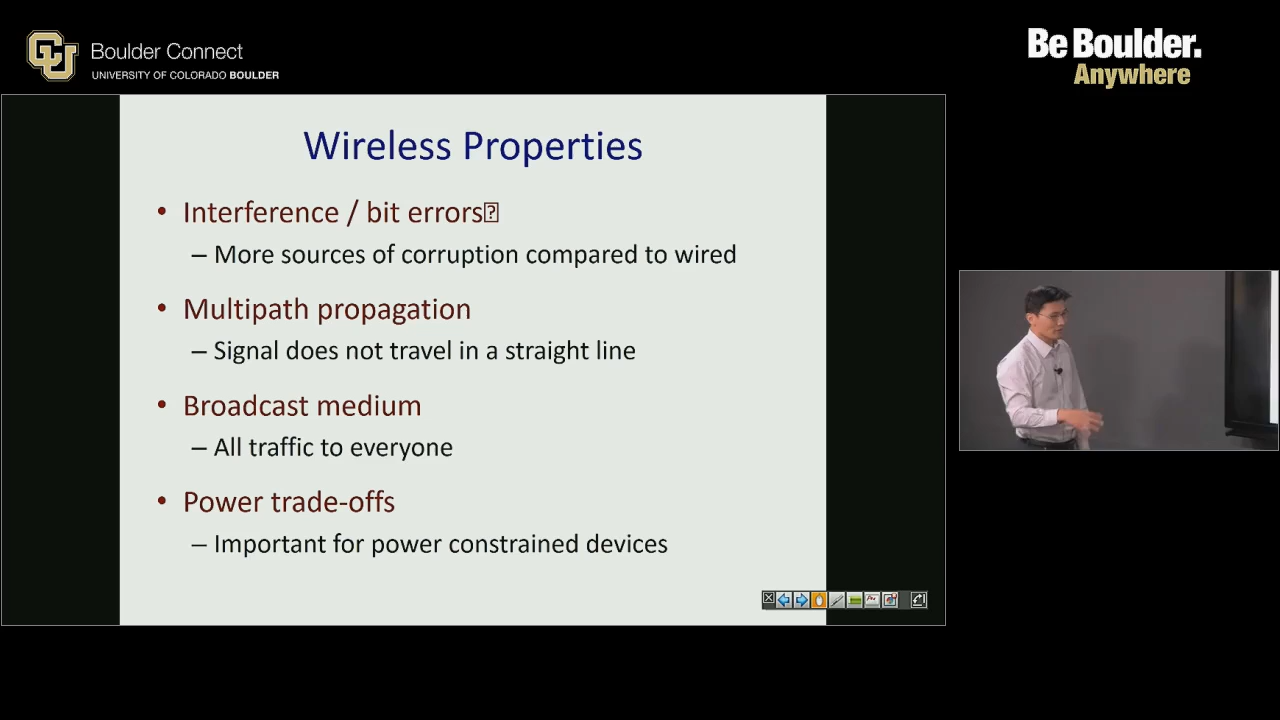 CU
Boulder Connect
UNIVERSITY OF COLORADO BOULDER
Be Boulder.
Anywhere
Wireless Properties
• Interference / bit errors
– More sources of corruption compared to wired
• Multipath propagation
– Signal does not travel in a straight line
• Broadcast medium
– All traffic to everyone
• Power trade-offs
– Important for power constrained devices